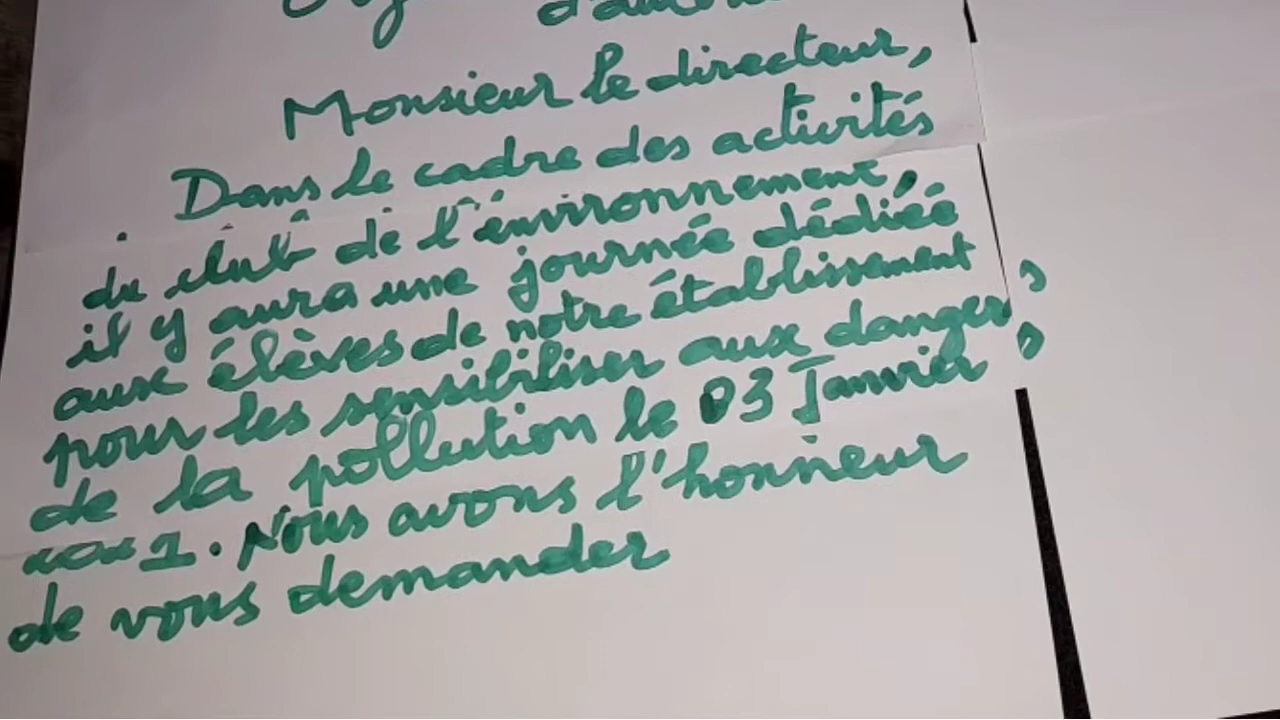 Monsieur le directeur,
Dans le cadre des activités
du club de l'environnement,
il y aura une journée dédiée
aux élèves de notre établissement
pour les sensibiliser aux dangers
de la pollution le 03 Janvier
2021. Nous avons l'honneur
de vous demander